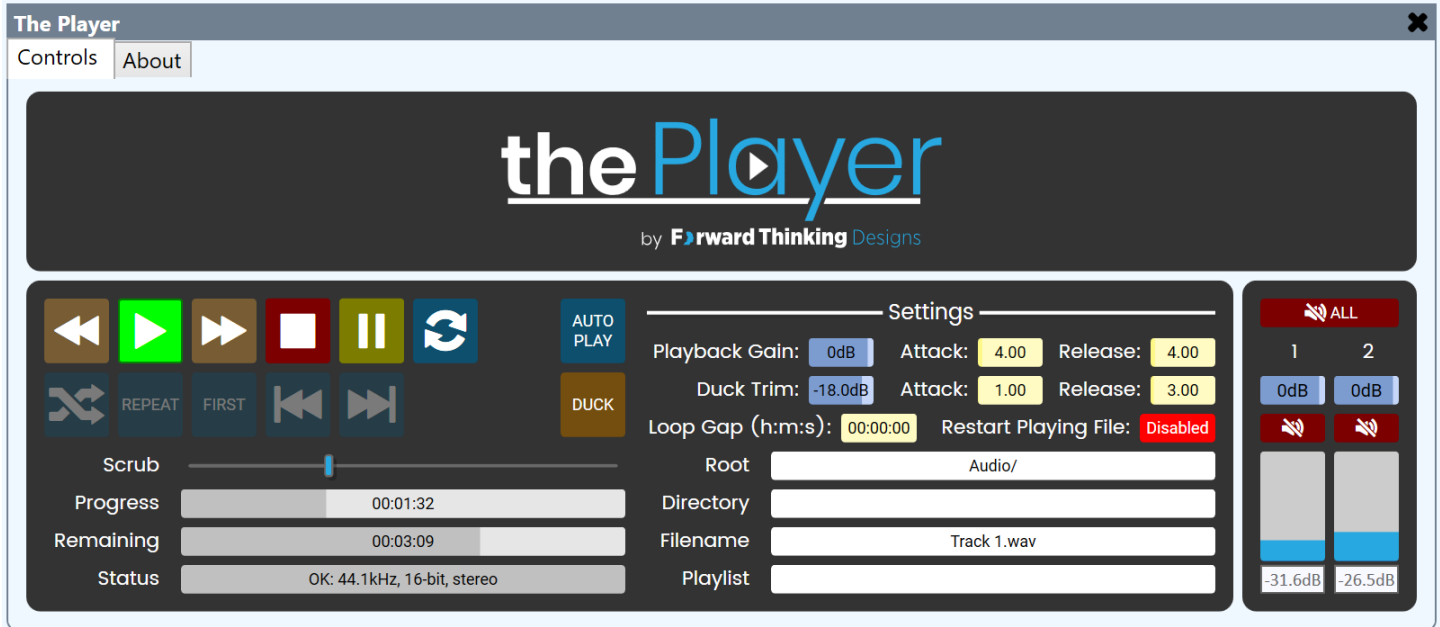 The Player
Controls
About
the Player
by Forward Thinking Designs
AUTO
PLAY
REPEAT
FIRST
DUCK
Scrub
Progress
00:01:32
Remaining
00:03:09
Status
OK: 44.1kHz, 16-bit, stereo
Settings
Playback Gain: 0dB Attack: 4.00 Release: 4.00
Duck Trim: -18.0dB Attack: 1.00 Release: 3.00
Loop Gap (h:m:s): 00:00:00 Restart Playing File: Disabled
Root Audio/
Directory
Filename Track 1.wav
Playlist
ALL
1 2
0dB 0dB
-31.6dB -26.5dB